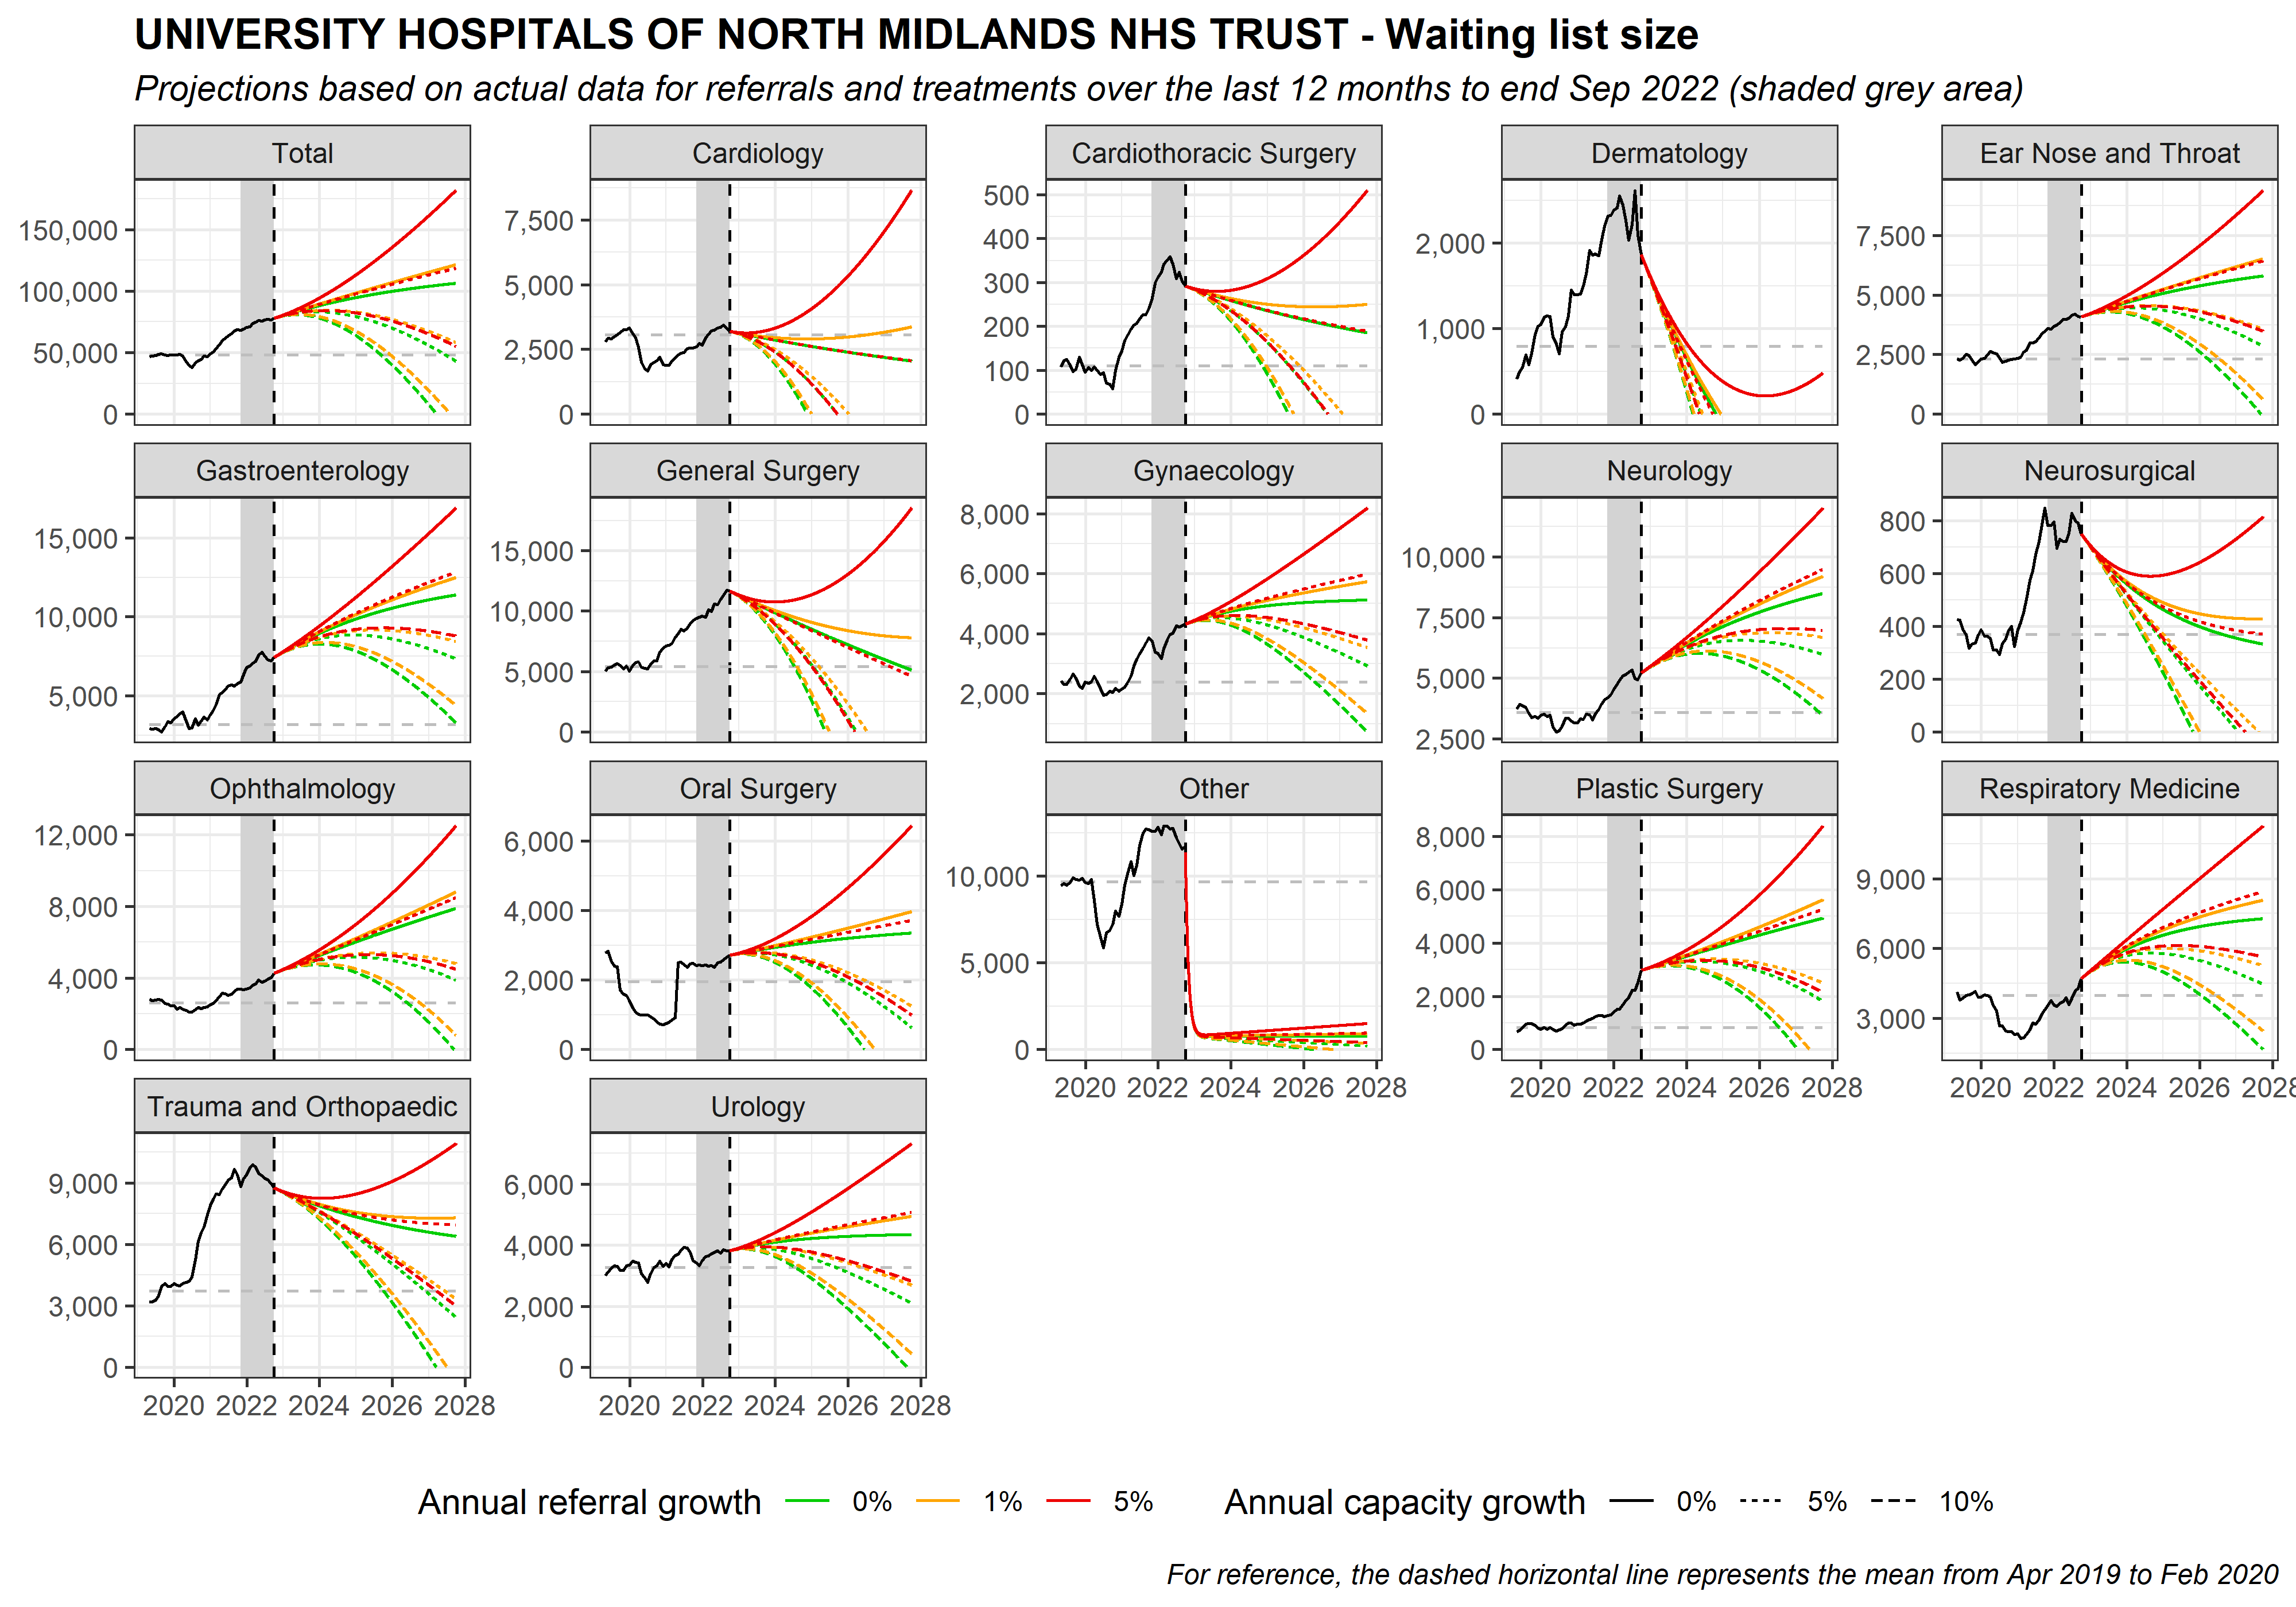 UNIVERSITY HOSPITALS OF NORTH MIDLANDS NHS TRUST - Waiting list size
Projections based on actual data for referrals and treatments over the last 12 months to end Sep 2022 (shaded grey area)
Total
150,000
100,000
50,000
0
Cardiology
7,500
5,000
2,500
0
Cardiothoracic Surgery
500
400
300
200
100
0
Dermatology
2,000
1,000
0
Ear Nose and Throat
7,500
5,000
2,500
0
Gastroenterology
15,000
10,000
5,000
General Surgery
15,000
10,000
5,000
0
Gynaecology
8,000
6,000
4,000
2,000
Neurology
10,000
7,500
5,000
2,500
Neurosurgical
800
600
400
200
0
Ophthalmology
12,000
8,000
4,000
0
Oral Surgery
6,000
4,000
2,000
0
Other
10,000
5,000
0
2020 2022 2024 2026 2028
Plastic Surgery
8,000
6,000
4,000
2,000
0
2020 2022 2024 2026 2028
Respiratory Medicine
9,000
6,000
3,000
2020 2022 2024 2026 2028
Trauma and Orthopaedic
9,000
6,000
3,000
0
2020 2022 2024 2026 2028
Urology
6,000
4,000
2,000
0
2020 2022 2024 2026 2028
Annual referral growth 0% 1% 5% Annual capacity growth 0% 5% 10%
For reference, the dashed horizontal line represents the mean from Apr 2019 to Feb 2020